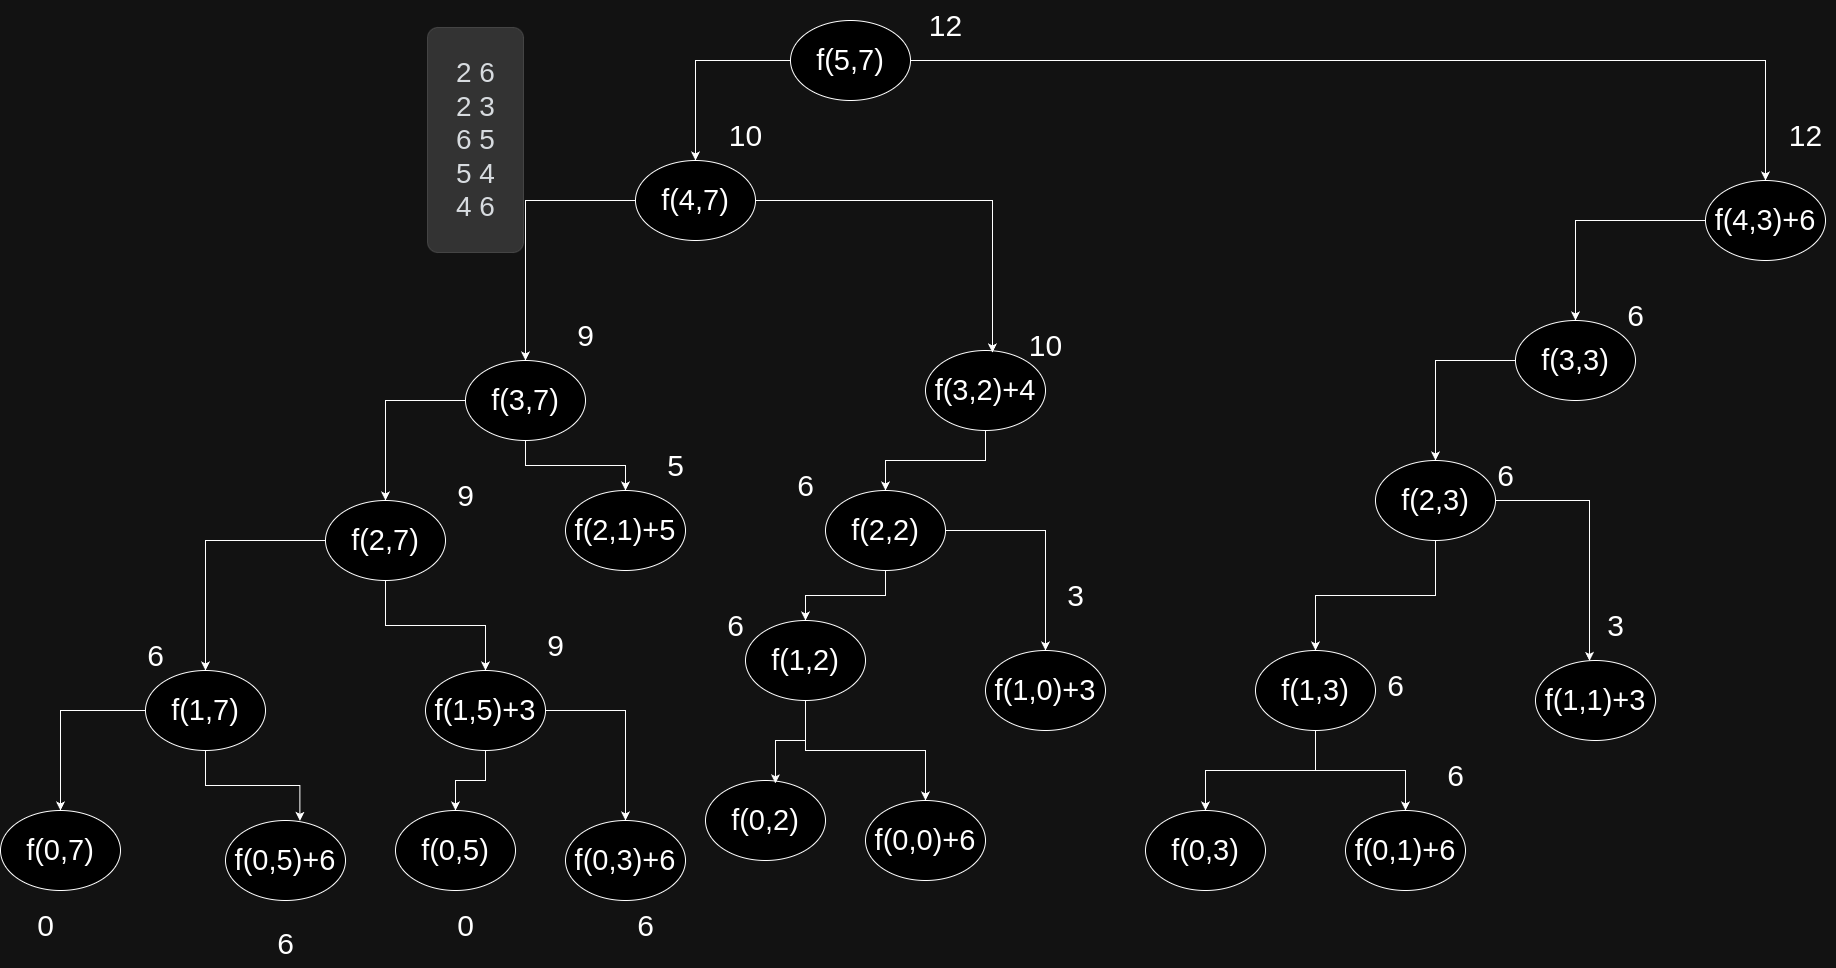 12
f(5,7)
2 6
2 3
6 5
5 4
4 6
10
12
f(4,7)
f(4,3)+6
9
10
6
f(3,7)
f(3,2)+4
f(3,3)
5
9
6
6
f(2,7)
f(2,1)+5
f(2,2)
f(2,3)
6
9
6
3
3
f(1,7)
f(1,5)+3
f(1,2)
f(1,0)+3
f(1,3)
6
f(1,1)+3
6
f(0,7)
f(0,5)+6
f(0,5)
f(0,3)+6
f(0,2)
f(0,0)+6
f(0,3)
f(0,1)+6
0
6
0
6